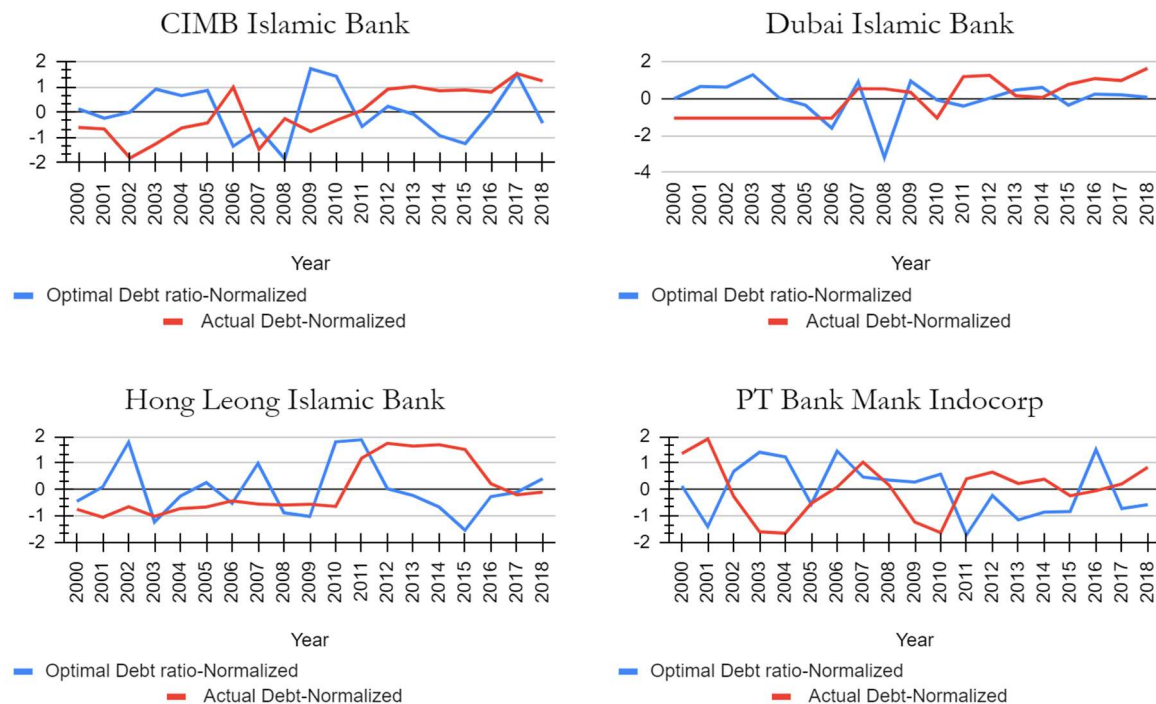 CIMB Islamic Bank
2
1
0
-1
-2
2000 2001 2002 2003 2004 2005 2006 2007 2008 2009 2010 2011 2012 2013 2014 2015 2016 2017 2018
Year
Optimal Debt ratio-Normalized
Actual Debt-Normalized
Dubai Islamic Bank
2
0
-2
-4
2000 2001 2002 2003 2004 2005 2006 2007 2008 2009 2010 2011 2012 2013 2014 2015 2016 2017 2018
Year
Optimal Debt ratio-Normalized
Actual Debt-Normalized
Hong Leong Islamic Bank
2
1
0
-1
-2
2000 2001 2002 2003 2004 2005 2006 2007 2008 2009 2010 2011 2012 2013 2014 2015 2016 2017 2018
Year
Optimal Debt ratio-Normalized
Actual Debt-Normalized
PT Bank Mank Indocorp
2
1
0
-1
-2
2000 2001 2002 2003 2004 2005 2006 2007 2008 2009 2010 2011 2012 2013 2014 2015 2016 2017 2018
Year
Optimal Debt ratio-Normalized
Actual Debt-Normalized